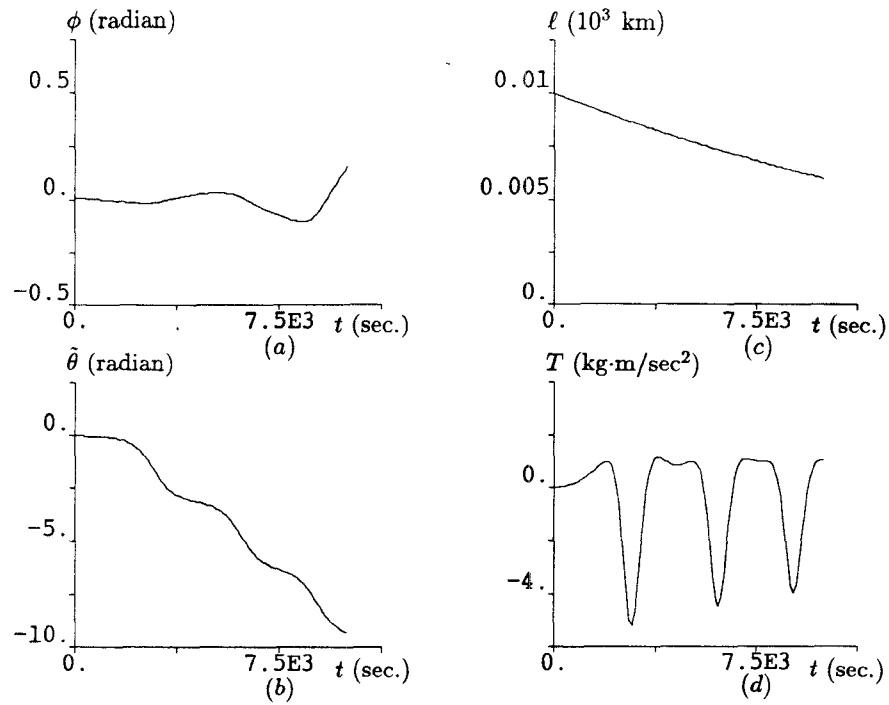 ϕ (radian)
0.5
0.
-0.5
0.
7.5E3
t (sec.)
(a)
ℓ (10³ km)
0.01
0.005
0.
0.
7.5E3
t (sec.)
(c)
θ̃ (radian)
0.
-5.
-10.
0.
7.5E3
t (sec.)
(b)
T (kg·m/sec²)
0.
-4.
0.
7.5E3
t (sec.)
(d)